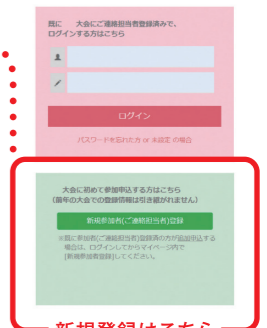 既に　　大会にご連絡担当者登録済みで、
ログインする方はこちら
ログイン
パスワードを忘れた方 or 未設定 の場合
大会に初めて参加申込する方はこちら
(周年の大会での登録情報は引き継がれません)
新規参加者(ご連絡担当者)登録
※既に参加者(ご連絡担当者)登録済の方が追加申込する
場合は、ログインしてからマイページ内で
[新規参加者登録]してください。
新規登録はこちら